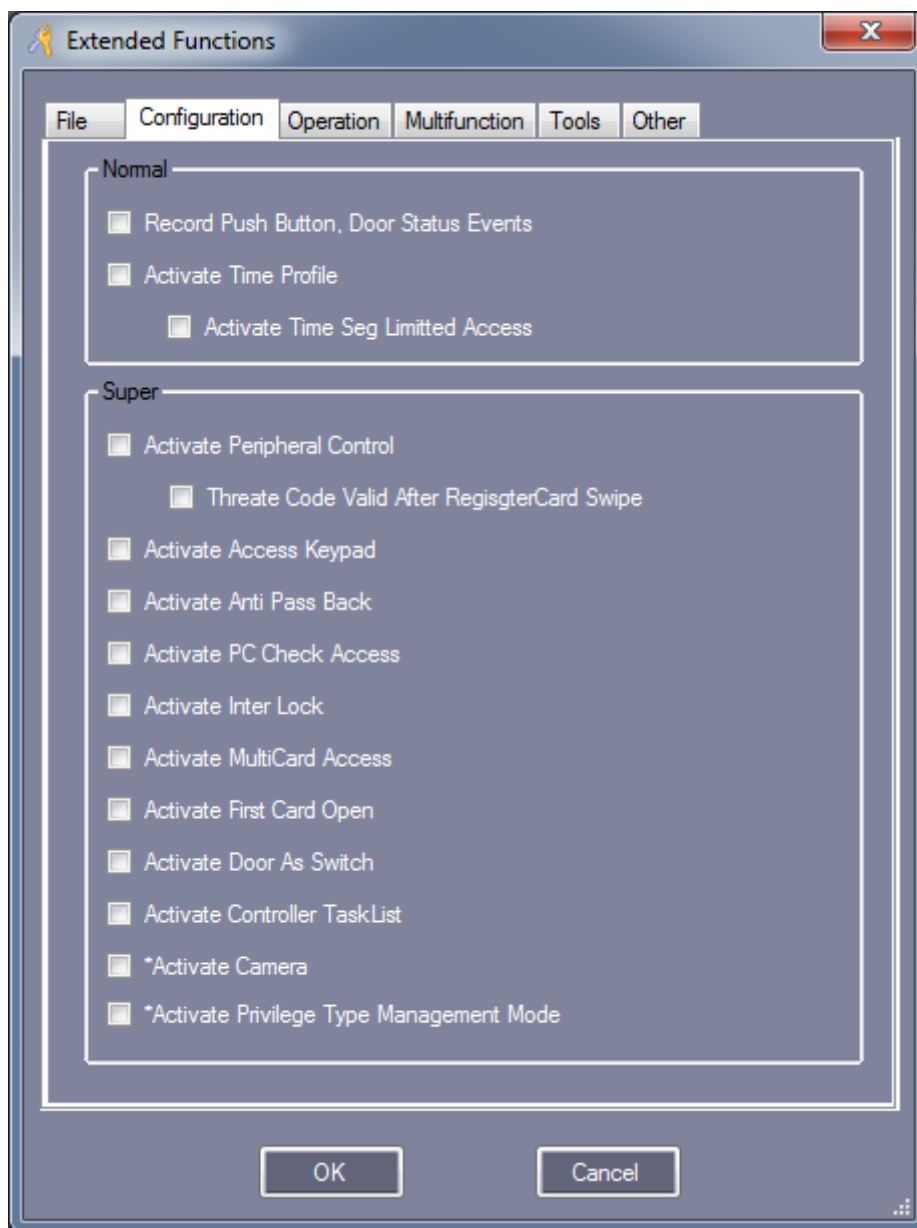 Extended Functions
File Configuration Operation Multifunction Tools Other
Normal
Record Push Button, Door Status Events
Activate Time Profile
Activate Time Seg Limitted Access
Super
Activate Peripheral Control
Threate Code Valid After RegisgterCard Swipe
Activate Access Keypad
Activate Anti Pass Back
Activate PC Check Access
Activate Inter Lock
Activate MultiCard Access
Activate First Card Open
Activate Door As Switch
Activate Controller TaskList
*Activate Camera
*Activate Privilege Type Management Mode
OK Cancel